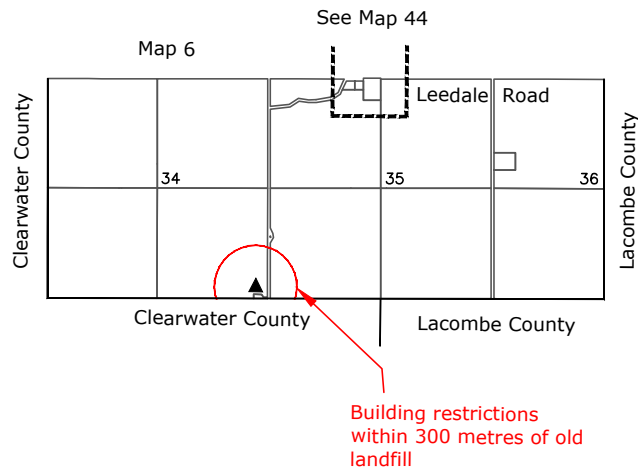 See Map 44
Map 6
Leedale Road
Clearwater County
34
35
36
Lacombe County
Clearwater County
Lacombe County
Building restrictions
within 300 metres of old
landfill